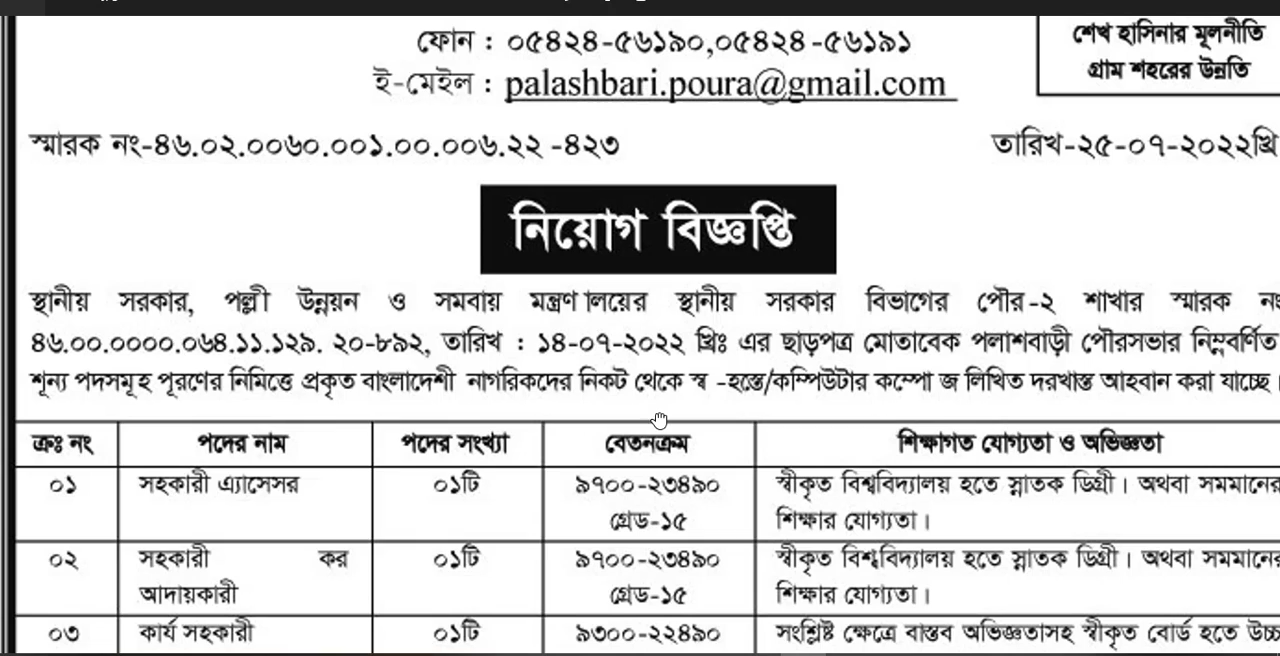 ফোন : ০৫৪২৪-৫৬১৯০,০৫৪২৪-৫৬১৯১
ই-মেইল : palashbari.poura@gmail.com
শেখ হাসিনার মূলনীতি
গ্রাম শহরের উন্নতি
স্মারক নং-৪৬.০২.০০৬০.০০১.০০.০০৬.২২ -৪২৩
তারিখ-২৫-০৭-২০২২খ্রি
নিয়োগ বিজ্ঞপ্তি
স্থানীয় সরকার, পল্লী উন্নয়ন ও সমবায় মন্ত্রণালয়ের স্থানীয় সরকার বিভাগের পৌর-২ শাখার স্মারক নং
৪৬.০০.০০০০.০৬৪.১১.১২৯. ২০-৮৯২, তারিখ : ১৪-০৭-২০২২ খ্রিঃ এর ছাড়পত্র মোতাবেক পলাশবাড়ী পৌরসভার নিম্নবর্ণিত
শূন্য পদসমূহ পূরণের নিমিত্তে প্রকৃত বাংলাদেশী নাগরিকদের নিকট থেকে স্ব -হস্তে/কম্পিউটার কম্পোজ লিখিত দরখাস্ত আহবান করা যাচ্ছে।
ক্রঃ নং পদের নাম পদের সংখ্যা বেতনক্রম শিক্ষাগত যোগ্যতা ও অভিজ্ঞতা
০১ সহকারী এ্যাসেসর ০১টি ৯৭০০-২৩৪৯০ স্বীকৃত বিশ্ববিদ্যালয় হতে স্নাতক ডিগ্রী। অথবা সমমানের
গ্রেড-১৫ শিক্ষার যোগ্যতা।
০২ সহকারী কর ০১টি ৯৭০০-২৩৪৯০ স্বীকৃত বিশ্ববিদ্যালয় হতে স্নাতক ডিগ্রী। অথবা সমমানের
আদায়কারী গ্রেড-১৫ শিক্ষার যোগ্যতা।
০৩ কার্য সহকারী ০১টি ৯৩০০-২২৪৯০ সংশ্লিষ্ট ক্ষেত্রে বাস্তব অভিজ্ঞতাসহ স্বীকৃত বোর্ড হতে উচ্চ